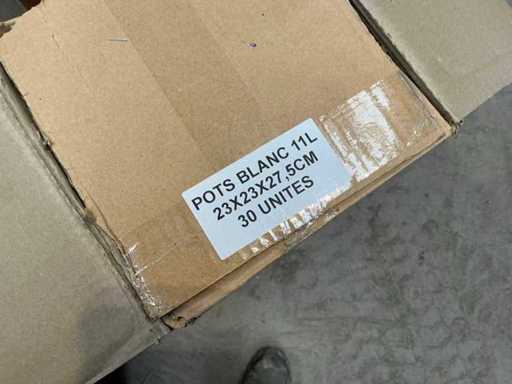 POTS BLANC 11L
23X23X27,5CM
30 UNITES